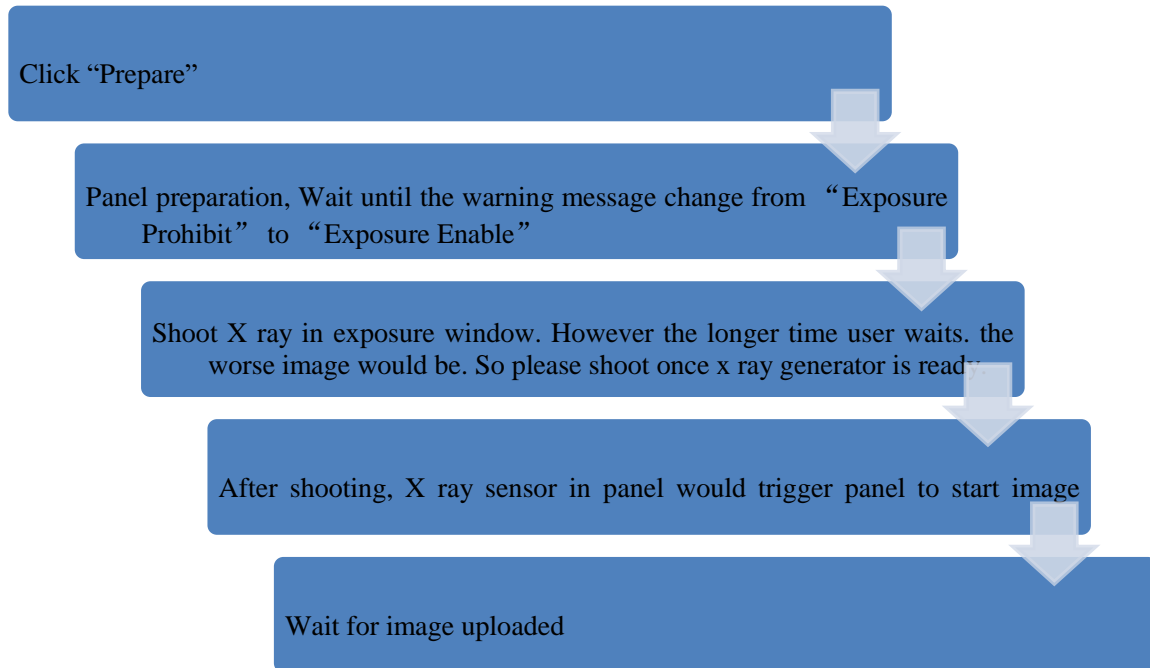 Click “Prepare”
Panel preparation, Wait until the warning message change from “Exposure
Prohibit” to “Exposure Enable”
Shoot X ray in exposure window. However the longer time user waits. the
worse image would be. So please shoot once x ray generator is ready.
After shooting, X ray sensor in panel would trigger panel to start image
Wait for image uploaded